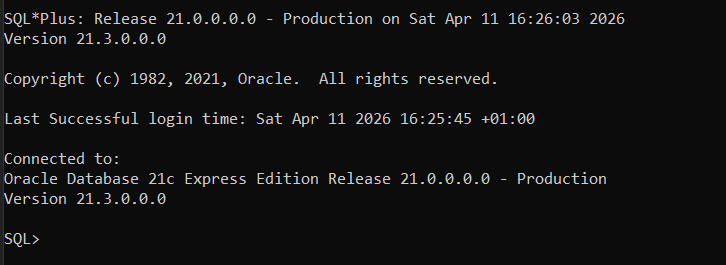 SQL*Plus: Release 21.0.0.0.0 - Production on Sat Apr 11 16:26:03 2026
Version 21.3.0.0.0
Copyright (c) 1982, 2021, Oracle.  All rights reserved.
Last Successful login time: Sat Apr 11 2026 16:25:45 +01:00
Connected to:
Oracle Database 21c Express Edition Release 21.0.0.0.0 - Production
Version 21.3.0.0.0
SQL>